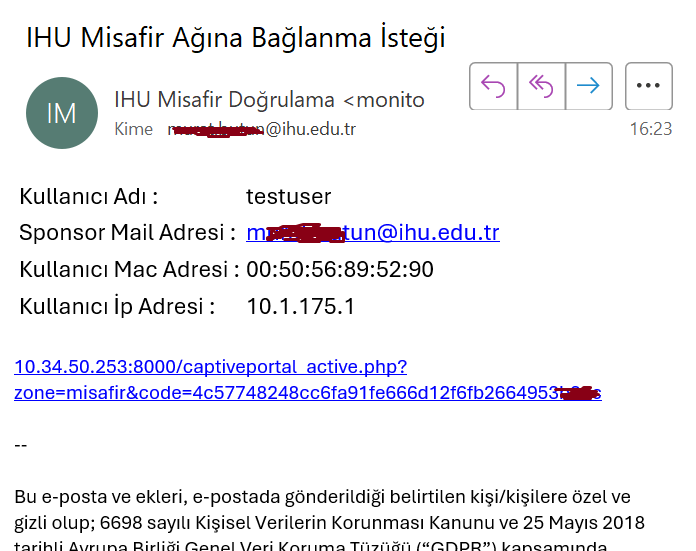 IHU Misafir Ağına Bağlanma İsteği
IM
IHU Misafir Doğrulama <monito
Kime @ihu.edu.tr
16:23
Kullanıcı Adı : testuser
Sponsor Mail Adresi : tun@ihu.edu.tr
Kullanıcı Mac Adresi : 00:50:56:89:52:90
Kullanıcı İp Adresi : 10.1.175.1
10.34.50.253:8000/captiveportal_active.php?
zone=misafir&code=4c57748248cc6fa91fe666d12f6fb2664953
--
Bu e-posta ve ekleri, e-postada gönderildiği belirtilen kişi/kişilere özel ve
gizli olup; 6698 sayılı Kişisel Verilerin Korunması Kanunu ve 25 Mayıs 2018
tarihli Avrupa Birliği Genel Veri Koruma Tüzüğü (“GDPR”) kapsamında